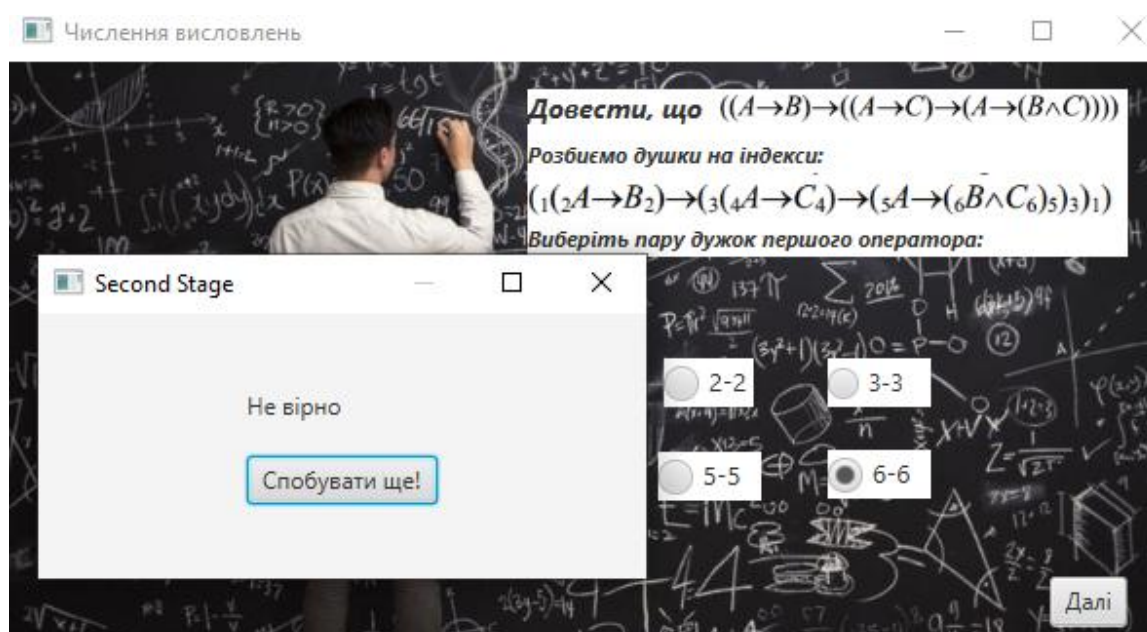 Числення висловлень
Довести, що ((A→B)→((A→C)→(A→(B∧C))))
Розбиємо душки на індекси:
(₁(₂A→B₂)→(₃(₄A→C₄)→(₅A→(₆B∧C₆)₅)₃)₁)
Виберіть пару дужок першого оператора:
Second Stage
Не вірно
Спобувати ще!
2-2
3-3
5-5
6-6
Далі